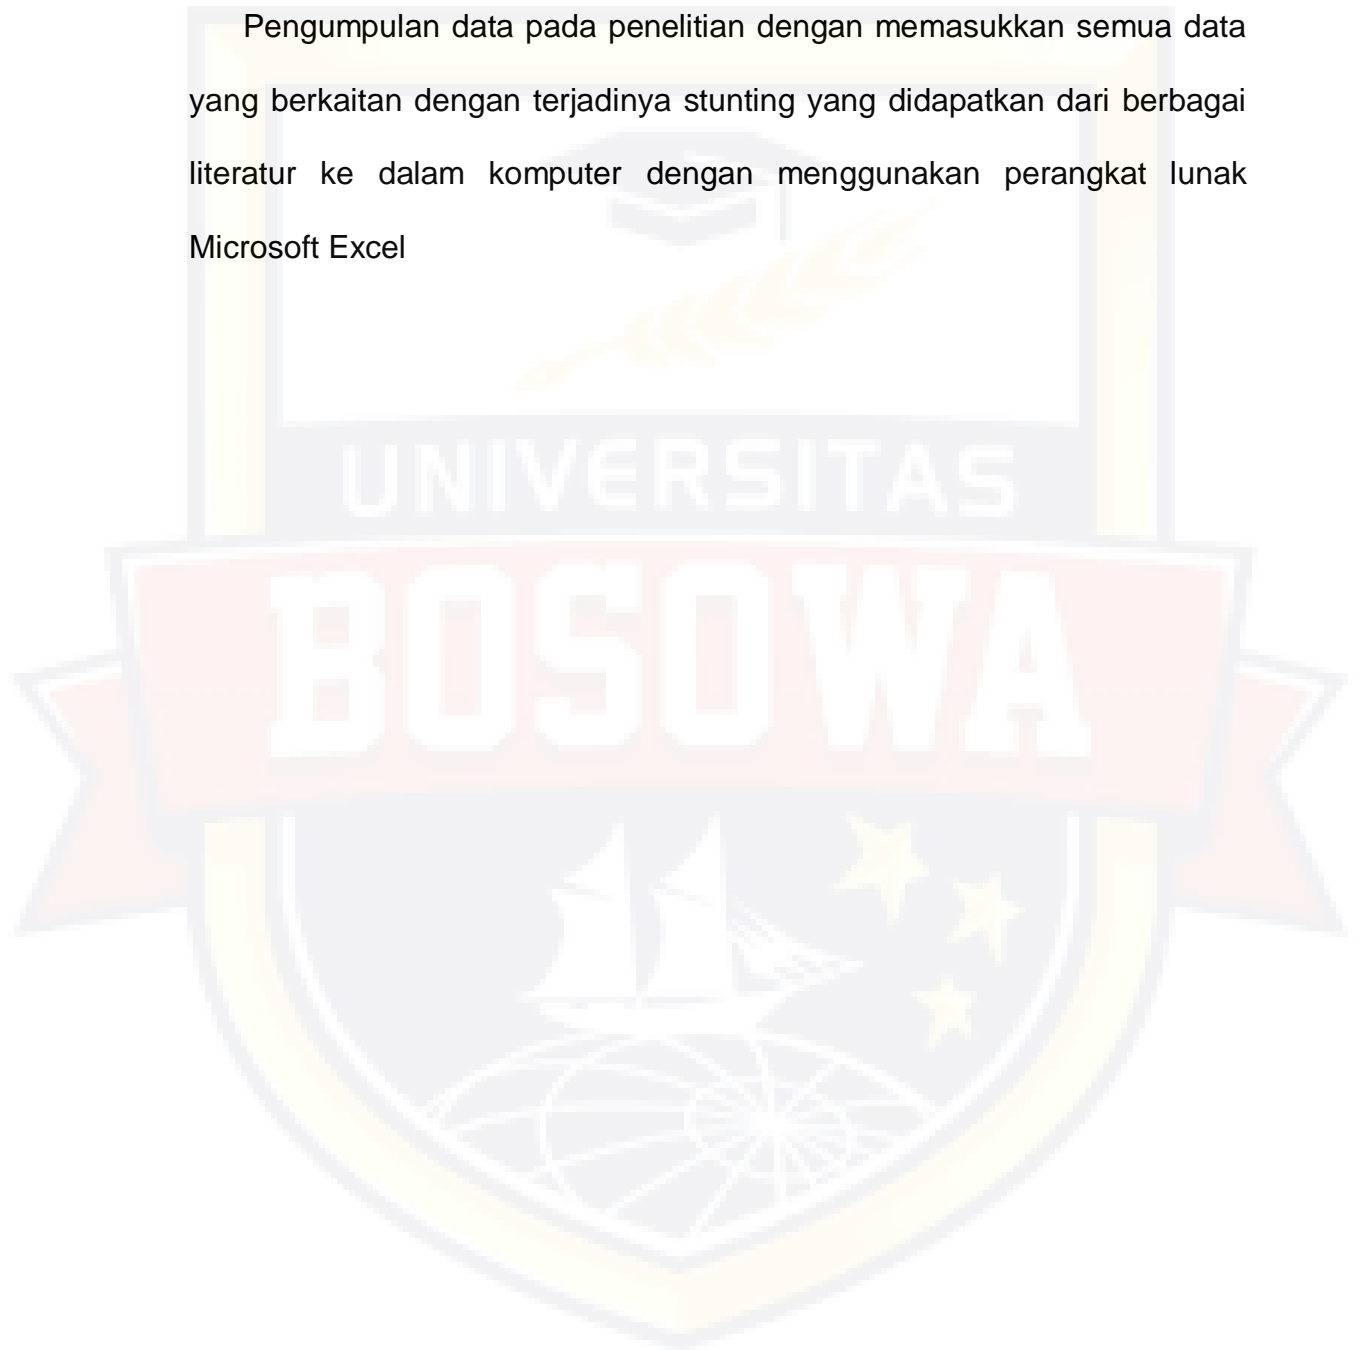 Pengumpulan data pada penelitian dengan memasukkan semua data
yang berkaitan dengan terjadinya stunting yang didapatkan dari berbagai
literatur ke dalam komputer dengan menggunakan perangkat lunak
Microsoft Excel
UNIVERSITAS
BOSOWA